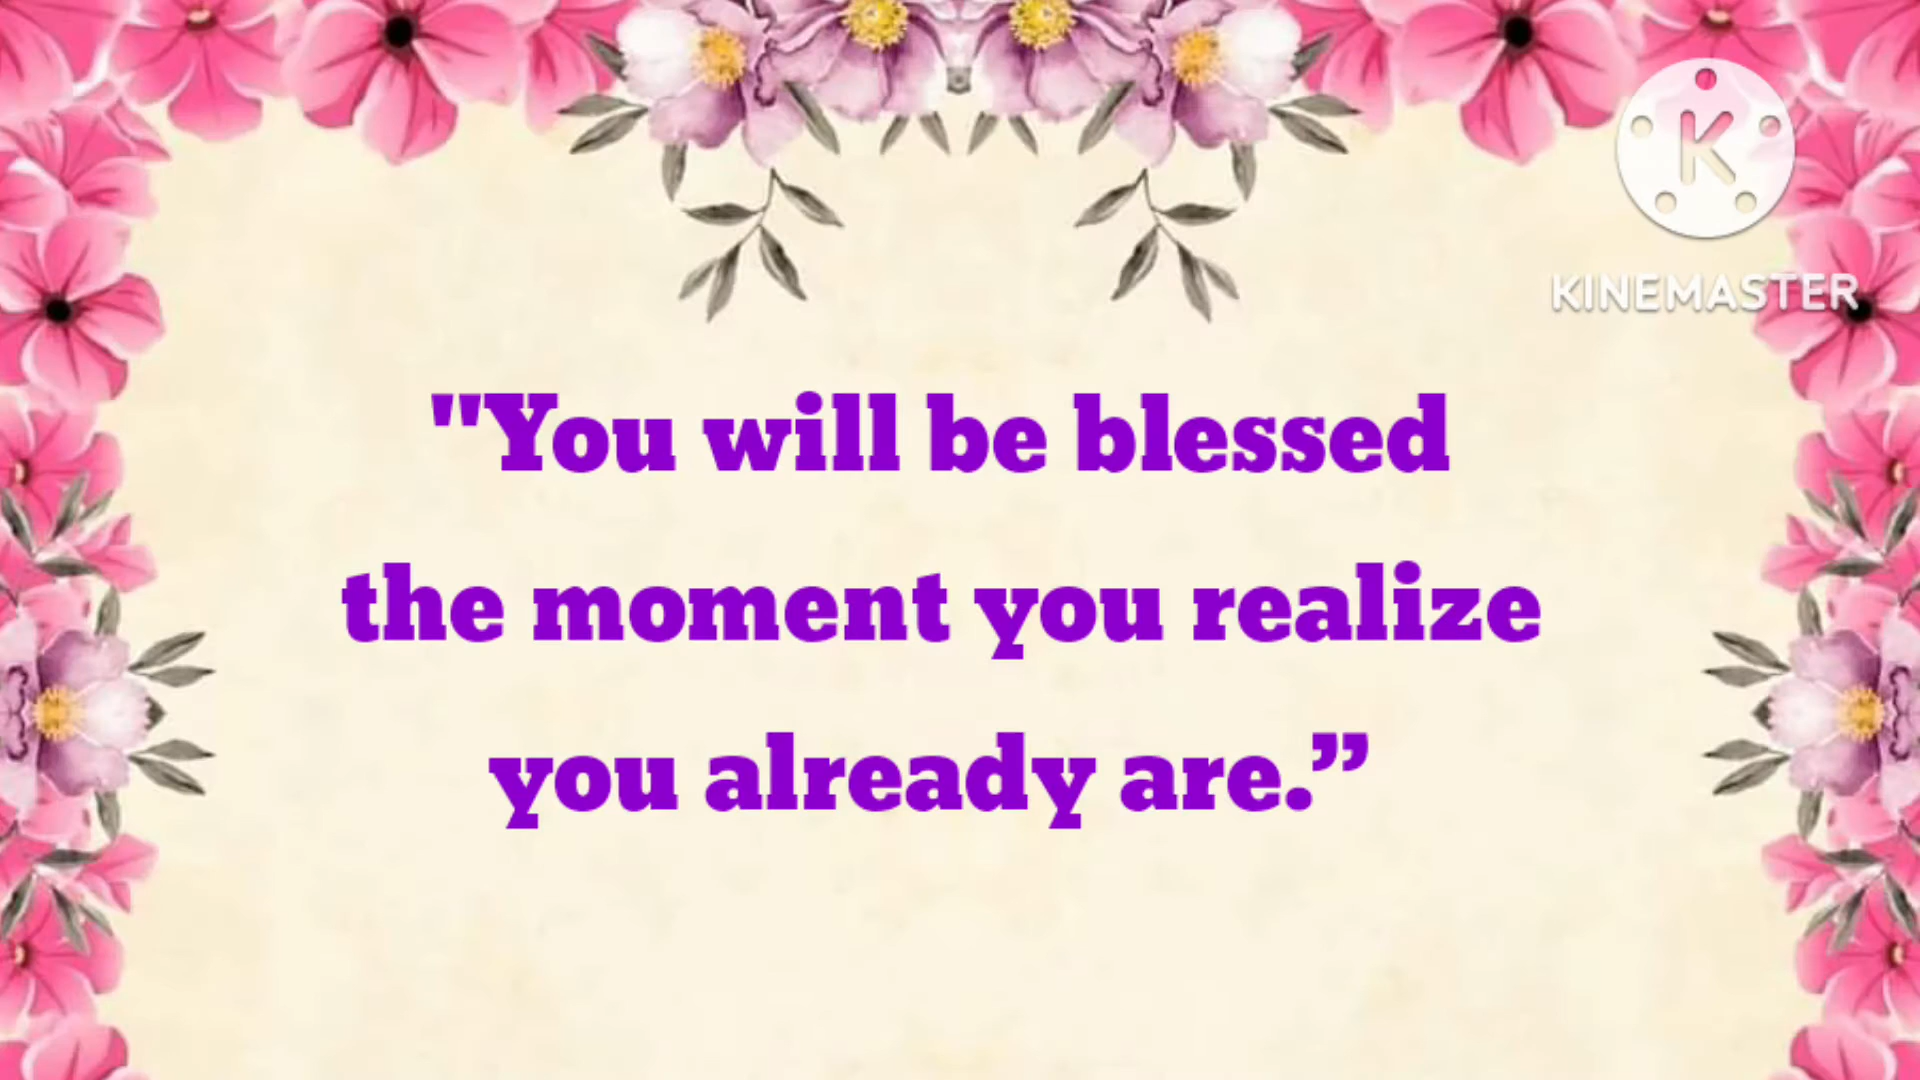 K
KINEMASTER
"You will be blessed
the moment you realize
you already are.”